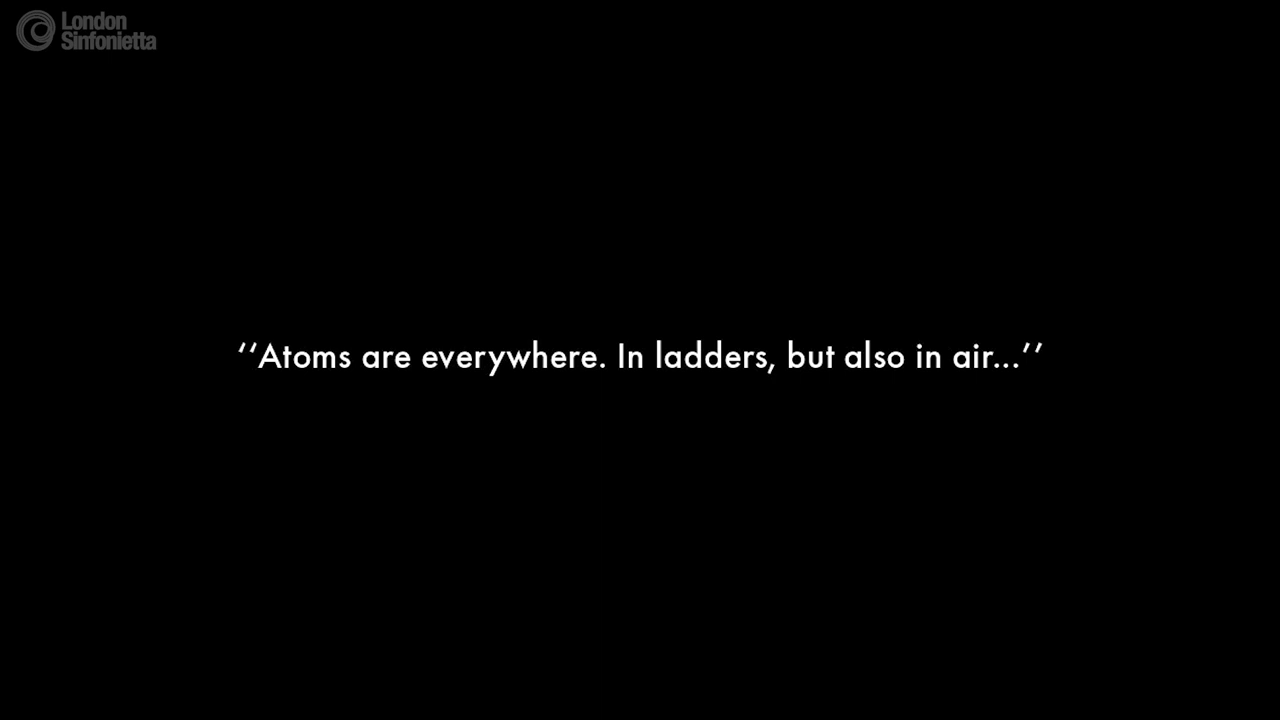 London
Sinfonietta
‘‘Atoms are everywhere. In ladders, but also in air...’’